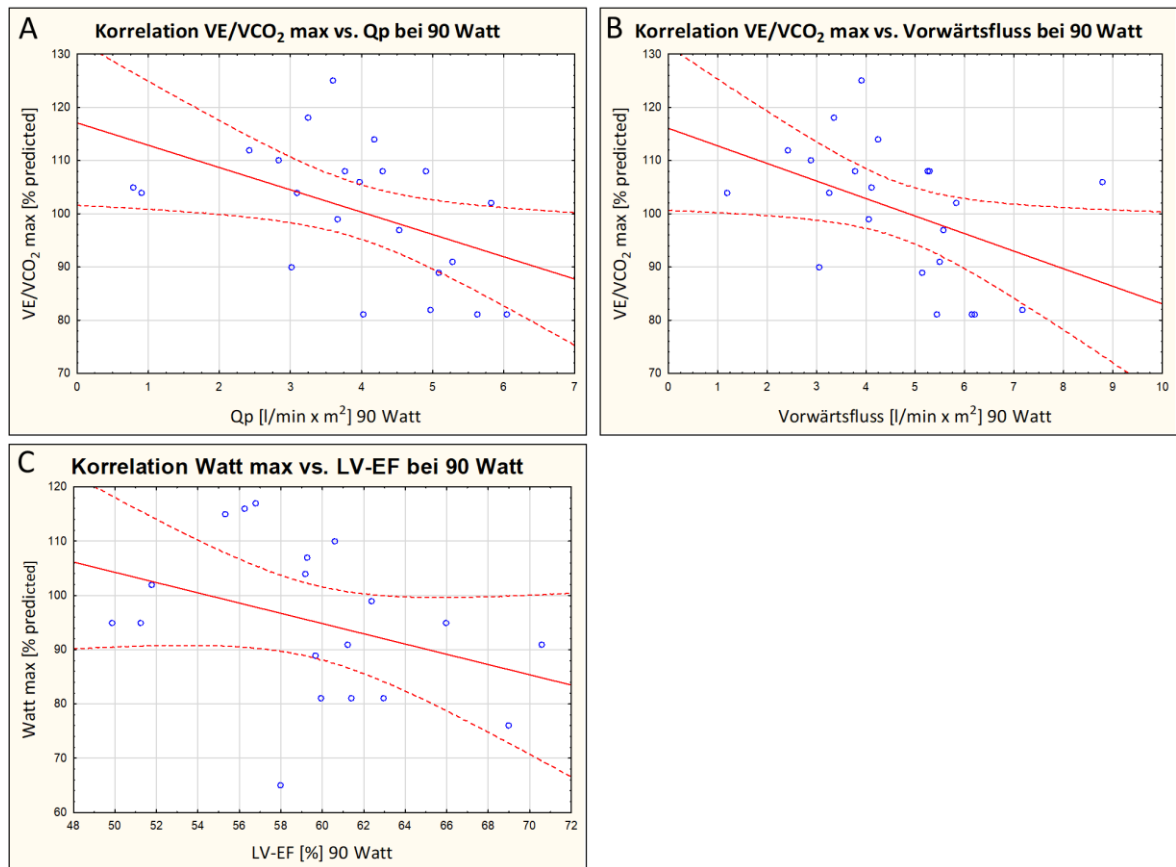 A
Korrelation VE/VCO₂ max vs. Qp bei 90 Watt
130
120
110
100
90
80
70
VE/VCO₂ max [% predicted]
0 1 2 3 4 5 6 7
Qp [l/min x m²] 90 Watt
B
Korrelation VE/VCO₂ max vs. Vorwärtsfluss bei 90 Watt
130
120
110
100
90
80
70
VE/VCO₂ max [% predicted]
0 1 2 3 4 5 6 7 8 9 10
Vorwärtsfluss [l/min x m²] 90 Watt
C
Korrelation Watt max vs. LV-EF bei 90 Watt
120
110
100
90
80
70
60
Watt max [% predicted]
48 50 52 54 56 58 60 62 64 66 68 70 72
LV-EF [%] 90 Watt